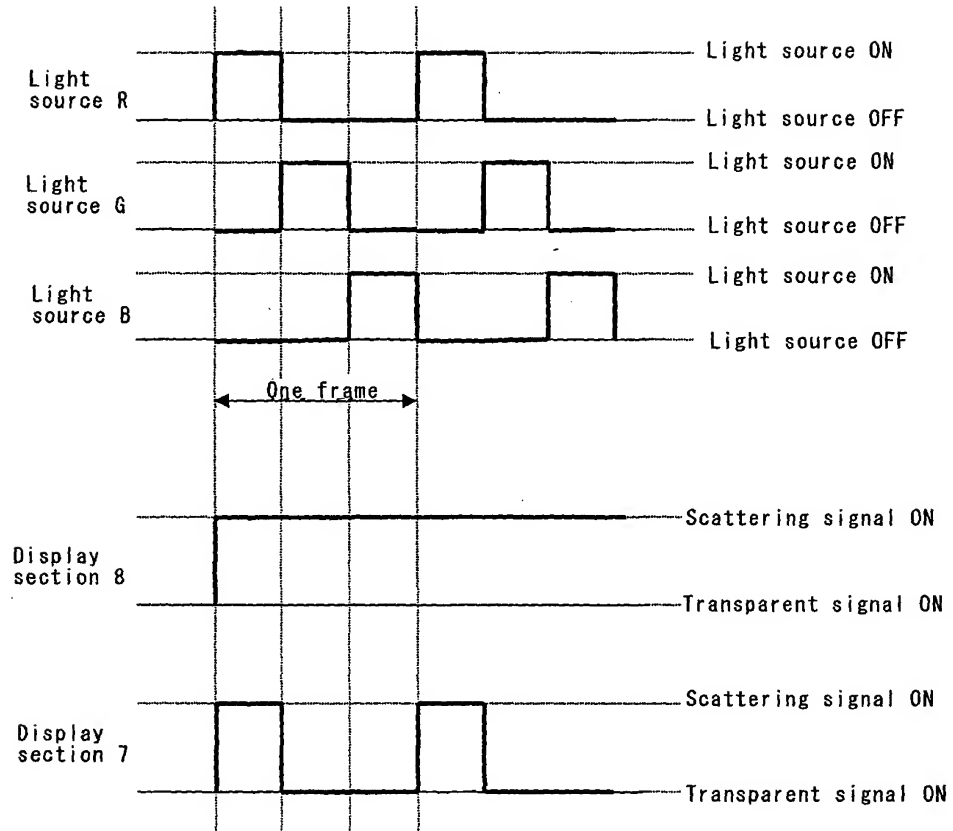 Light source ON
Light
source R
Light source OFF
Light source ON
Light
source G
Light source OFF
Light source ON
Light
source B
Light source OFF
One frame
Scattering signal ON
Display
section 8
Transparent signal ON
Scattering signal ON
Display
section 7
Transparent signal ON